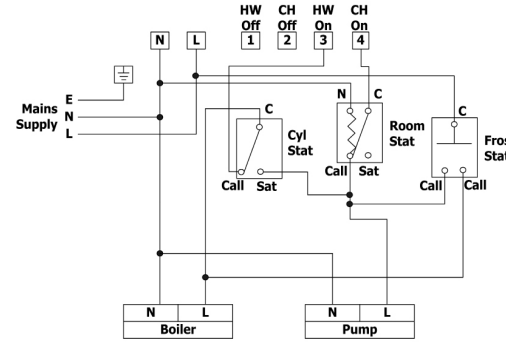 HW CH HW CH
Off Off On On
N L 1 2 3 4
E
Mains N
Supply L
N C
C
C
Cyl
Stat
Room
Stat
Stat
Call Sat
Call Sat
Call Call
N L
Boiler
N L
Pump